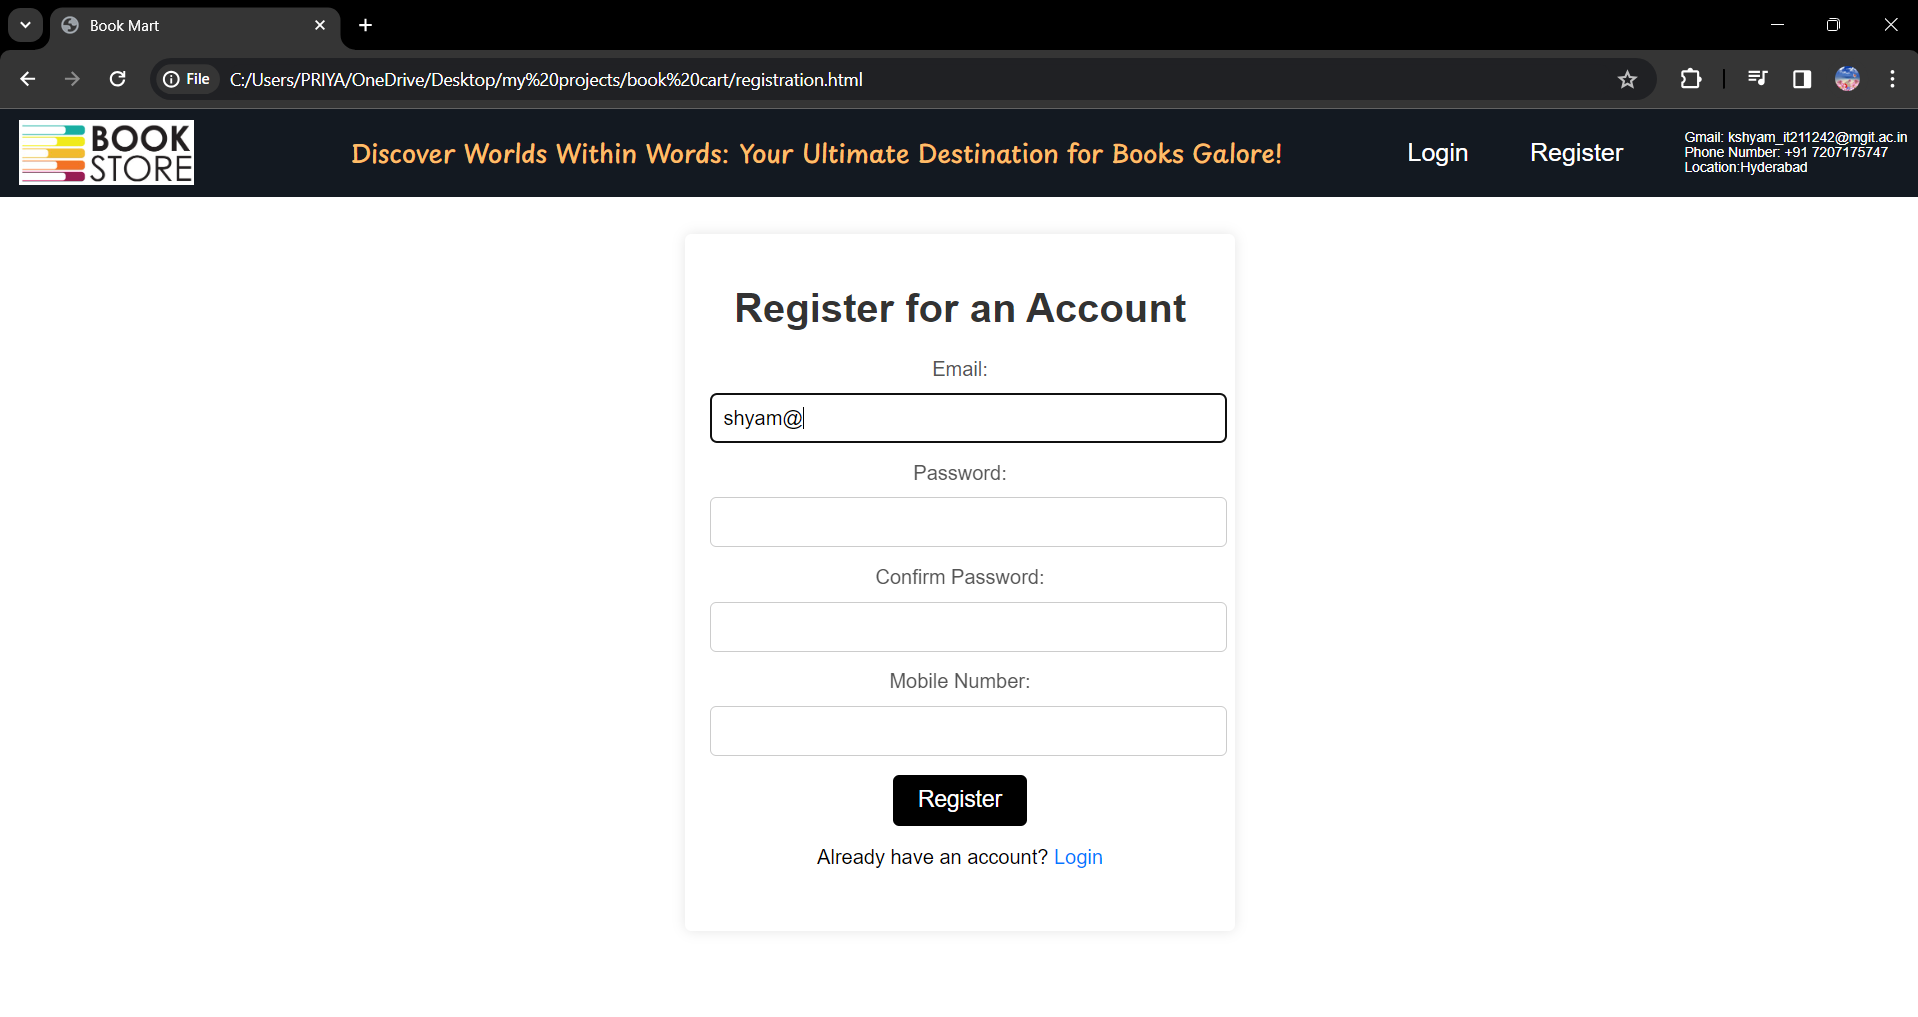 Book Mart
File
C:/Users/PRIYA/OneDrive/Desktop/my%20projects/book%20cart/registration.html
BOOK
STORE
Discover Worlds Within Words: Your Ultimate Destination for Books Galore!
Login
Register
Gmail: kshyam_it211242@mgit.ac.in
Phone Number: +91 7207175747
Location:Hyderabad
Register for an Account
Email:
shyam@
Password:
Confirm Password:
Mobile Number:
Register
Already have an account? Login